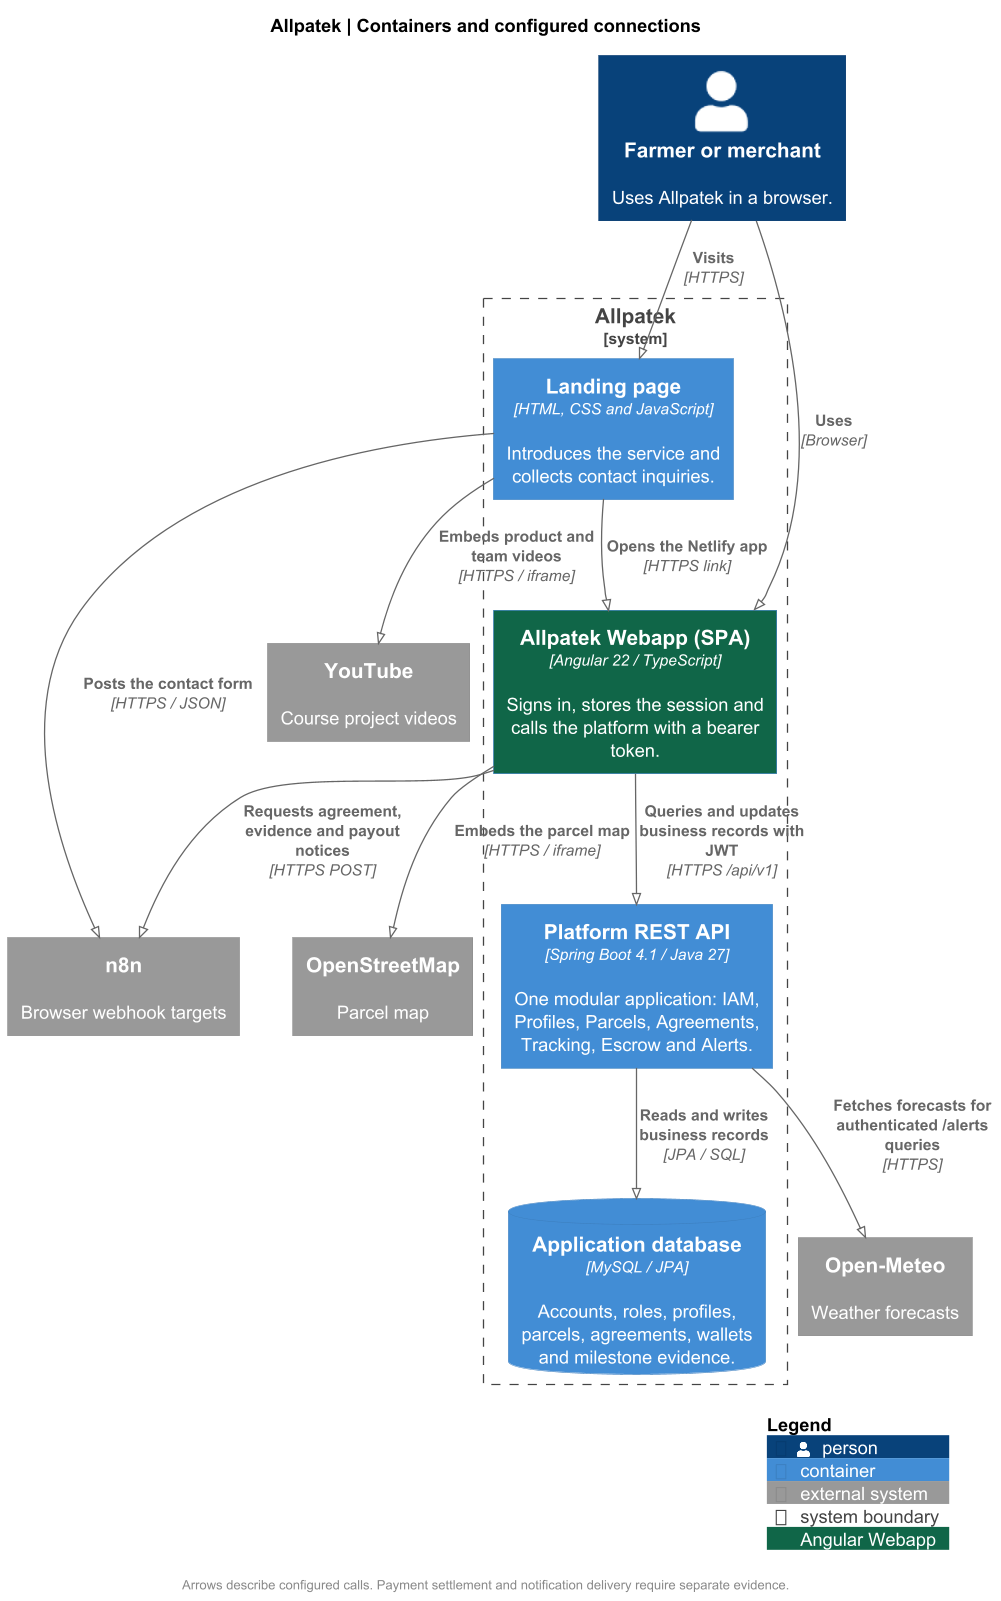 Allpatek | Containers and configured connections
Farmer or merchant
Uses Allpatek in a browser.
Visits
[HTTPS]
Allpatek
[system]
Landing page
[HTML, CSS and JavaScript]
Introduces the service and
collects contact inquiries.
Uses
[Browser]
Embeds product and
team videos
[HTTPS / iframe]
Opens the Netlify app
[HTTPS link]
Allpatek Webapp (SPA)
[Angular 22 / TypeScript]
Signs in, stores the session and
calls the platform with a bearer
token.
YouTube
Course project videos
Posts the contact form
[HTTPS / JSON]
Requests agreement,
evidence and payout
notices
[HTTPS POST]
Embeds the parcel map
[HTTPS / iframe]
Queries and updates
business records with
JWT
[HTTPS /api/v1]
n8n
Browser webhook targets
OpenStreetMap
Parcel map
Platform REST API
[Spring Boot 4.1 / Java 27]
One modular application: IAM,
Profiles, Parcels, Agreements,
Tracking, Escrow and Alerts.
Reads and writes
business records
[JPA / SQL]
Fetches forecasts for
authenticated /alerts
queries
[HTTPS]
Application database
[MySQL / JPA]
Accounts, roles, profiles,
parcels, agreements, wallets
and milestone evidence.
Open-Meteo
Weather forecasts
Legend
person
container
external system
system boundary
Angular Webapp
Arrows describe configured calls. Payment settlement and notification delivery require separate evidence.